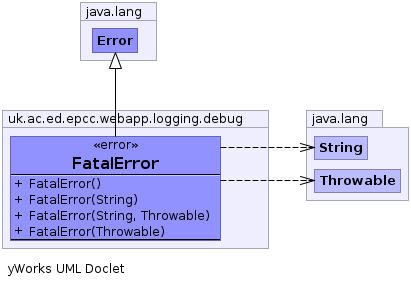 java.lang
Error
uk.ac.ed.epcc.webapp.logging.debug
«error»
FatalError
+ FatalError()
+ FatalError(String)
+ FatalError(String, Throwable)
+ FatalError(Throwable)
java.lang
String
Throwable
yWorks UML Doclet